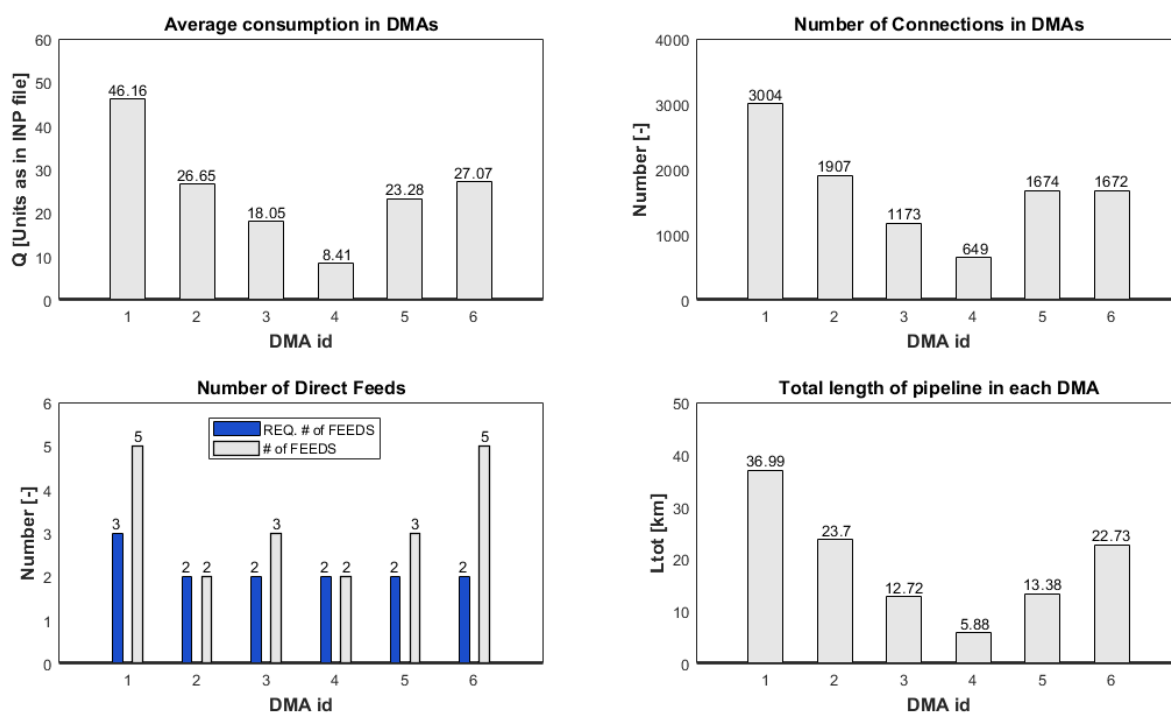 Average consumption in DMAs
Q [Units as in INP file]
60
50
40
30
20
10
0
46.16
26.65
18.05
8.41
23.28
27.07
1 2 3 4 5 6
DMA id
Number of Connections in DMAs
Number [-]
4000
3000
2000
1000
0
3004
1907
1173
649
1674
1672
1 2 3 4 5 6
DMA id
Number of Direct Feeds
Number [-]
6
5
4
3
2
1
0
REQ. # of FEEDS
# of FEEDS
3 5
2 2
2 3
2 2
2 3
2 5
1 2 3 4 5 6
DMA id
Total length of pipeline in each DMA
Ltot [km]
50
40
30
20
10
0
36.99
23.7
12.72
5.88
13.38
22.73
1 2 3 4 5 6
DMA id